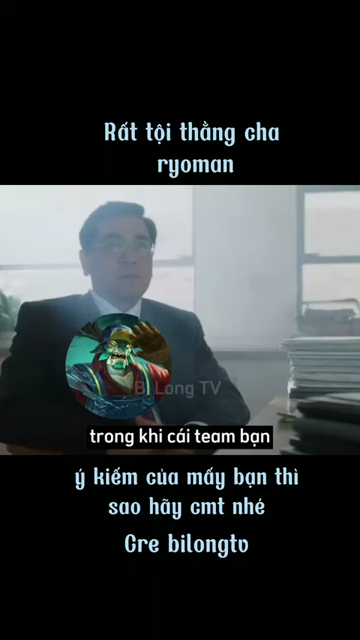 Rất tội thằng cha
ryoman
Bi Long TV
trong khi cái team bạn
ý kiếm của mấy bạn thì
sao hãy cmt nhé
Cre bilongtv